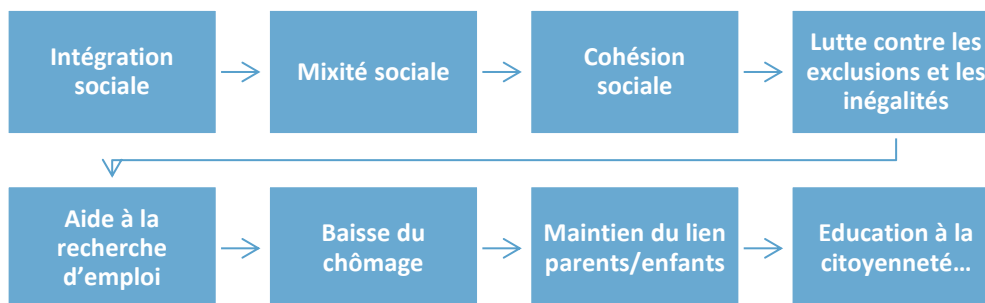 Intégration
sociale
Mixité sociale
Cohésion
sociale
Lutte contre les
exclusions et les
inégalités
Aide à la
recherche
d’emploi
Baisse du
chômage
Maintien du lien
parents/enfants
Education à la
citoyenneté…